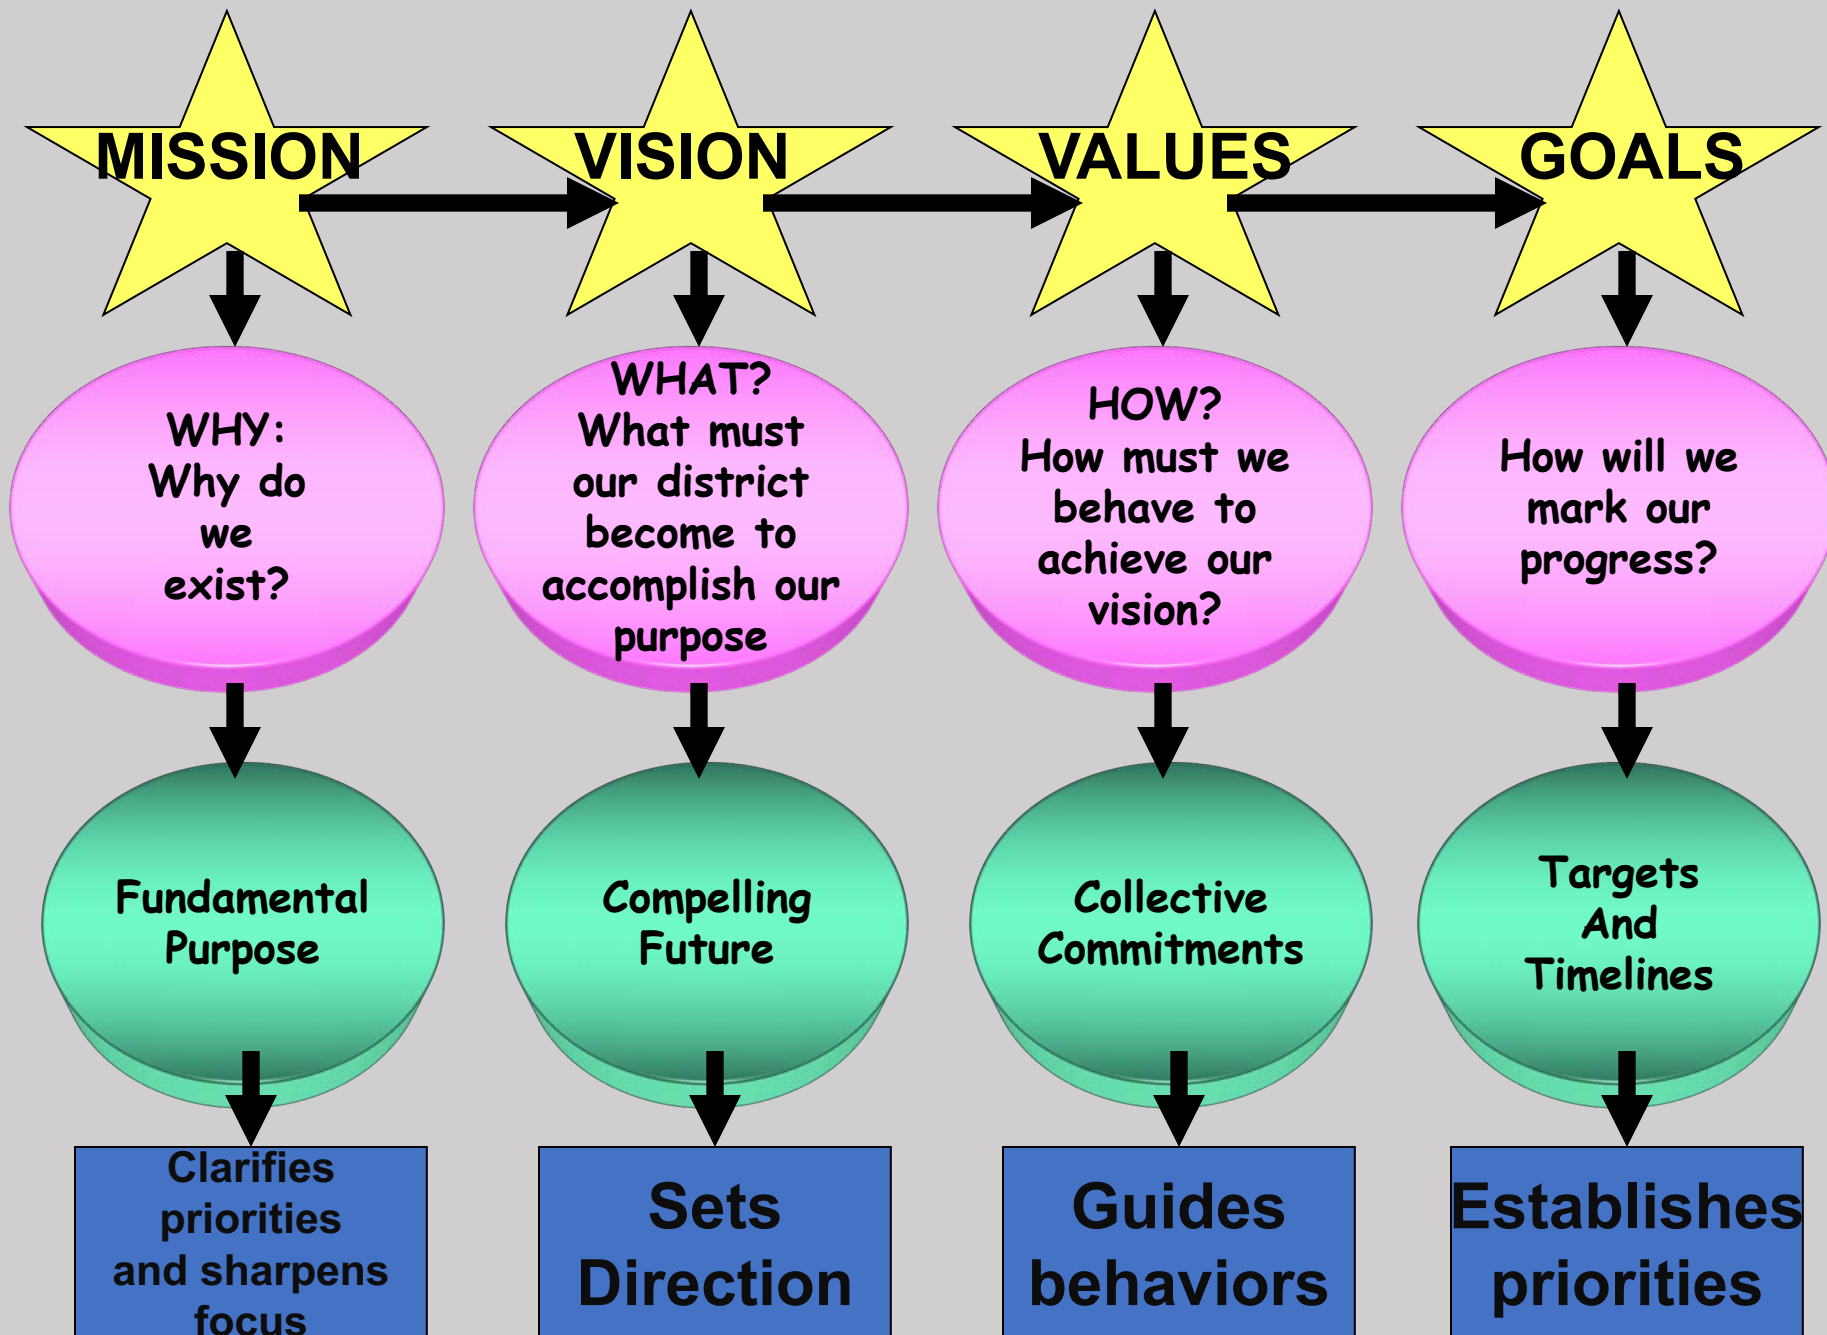 MISSION
VISION
VALUES
GOALS
WHY:
Why do
we
exist?
WHAT?
What must
our district
become to
accomplish our
purpose
HOW?
How must we
behave to
achieve our
vision?
How will we
mark our
progress?
Fundamental
Purpose
Compelling
Future
Collective
Commitments
Targets
And
Timelines
Clarifies
priorities
and sharpens
focus
Sets
Direction
Guides
behaviors
Establishes
priorities